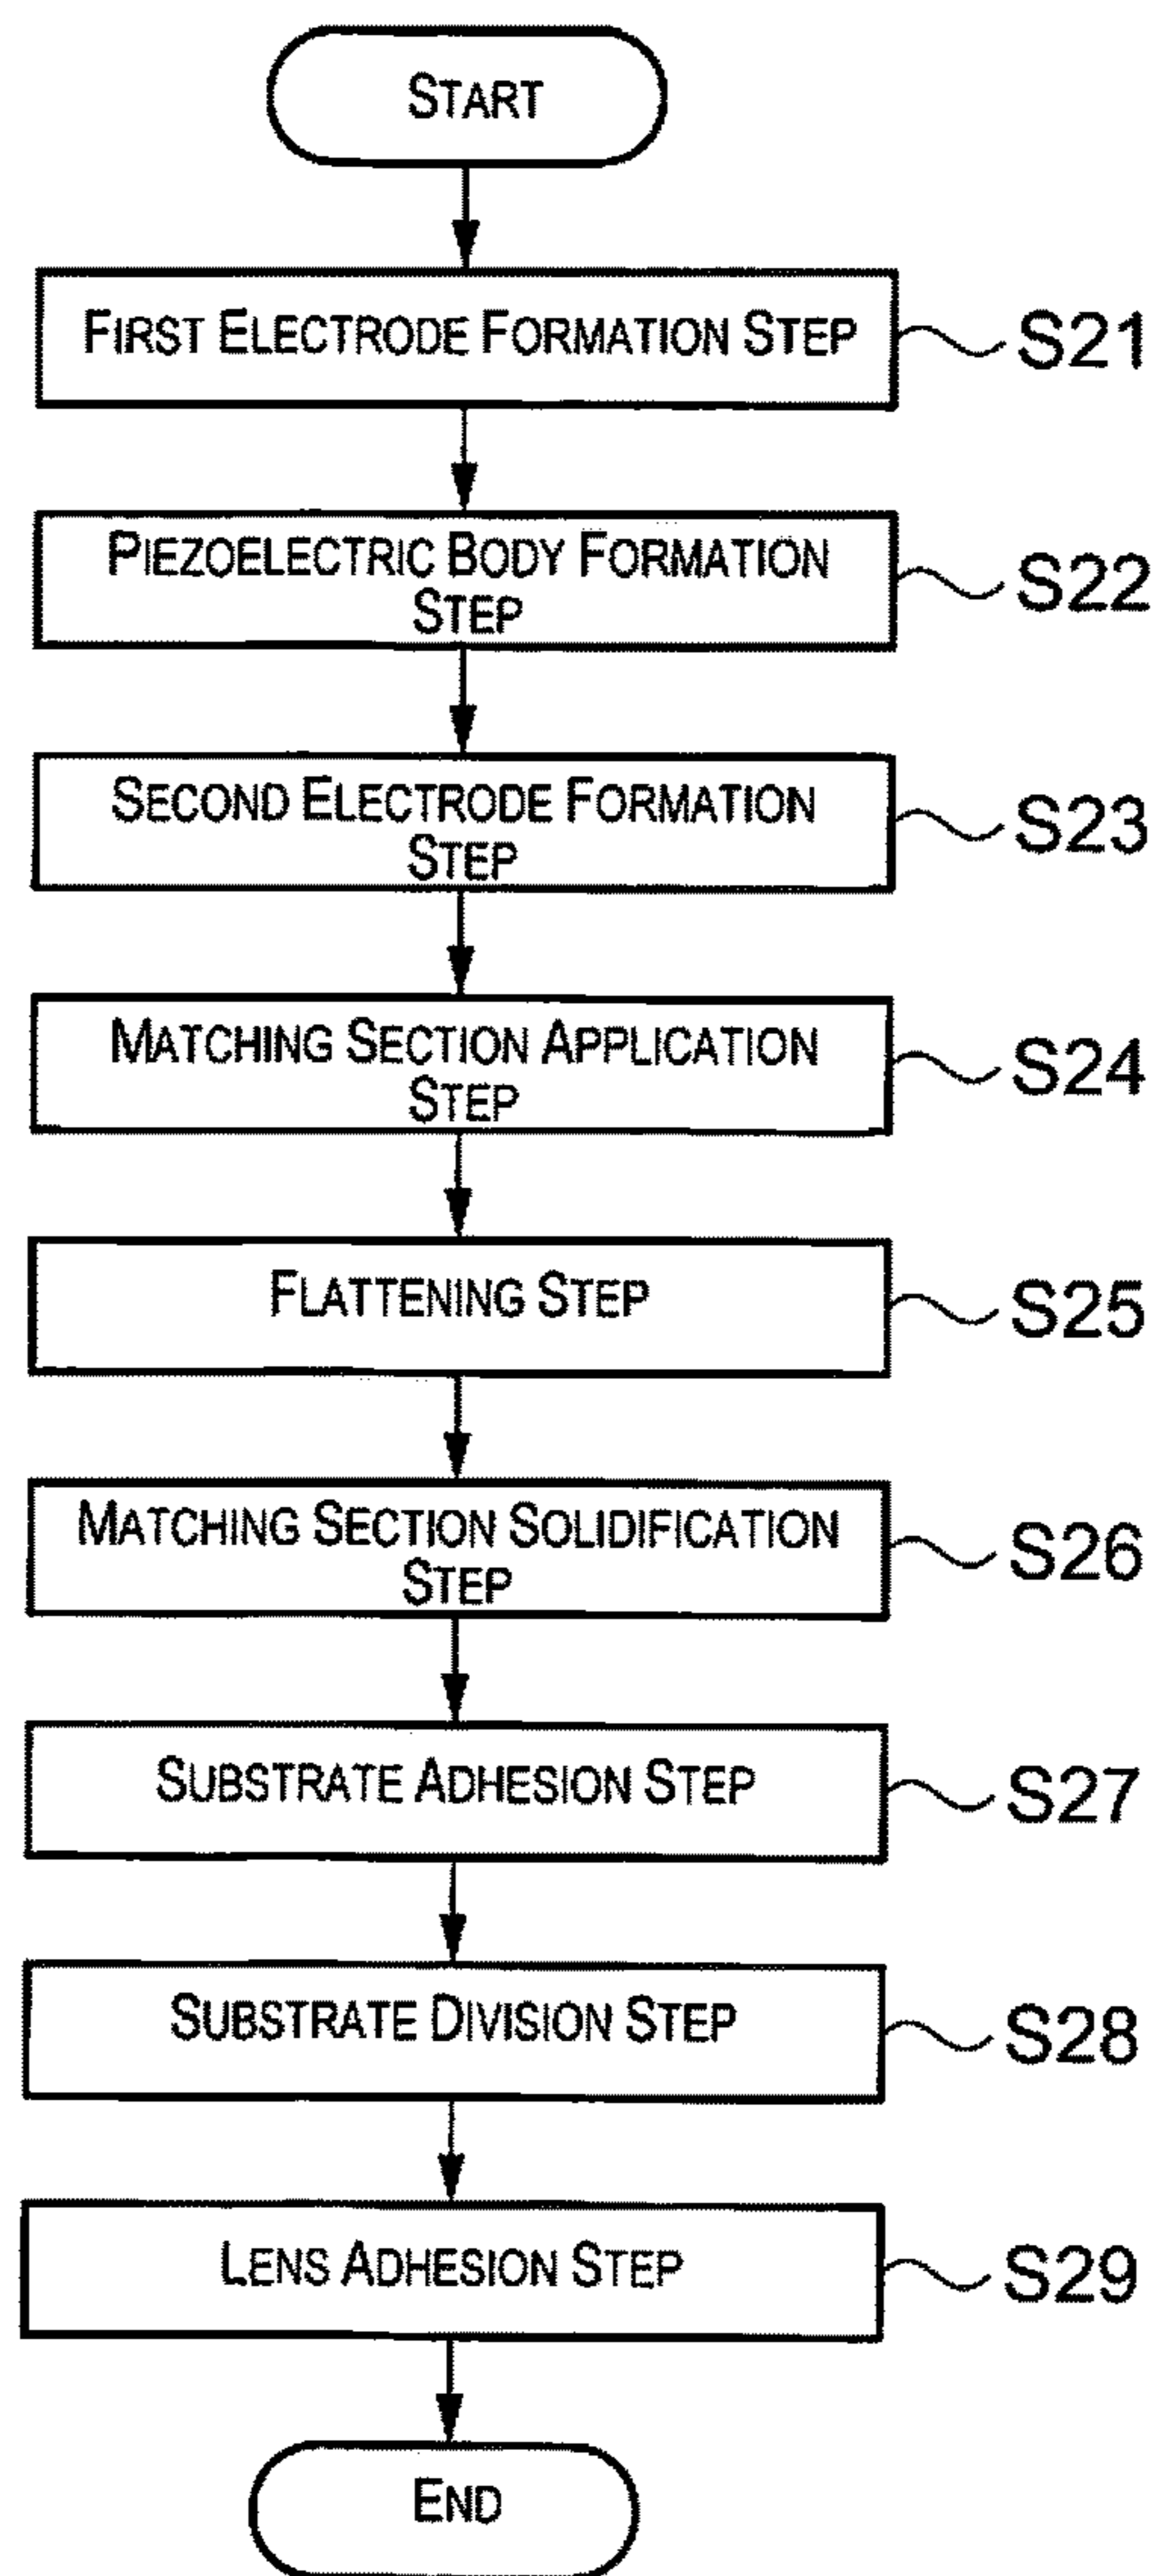 START
FIRST ELECTRODE FORMATION STEP
S21
PIEZOELECTRIC BODY FORMATION
STEP
S22
SECOND ELECTRODE FORMATION
STEP
S23
MATCHING SECTION APPLICATION
STEP
S24
FLATTENING STEP
S25
MATCHING SECTION SOLIDIFICATION
STEP
S26
SUBSTRATE ADHESION STEP
S27
SUBSTRATE DIVISION STEP
S28
LENS ADHESION STEP
S29
END